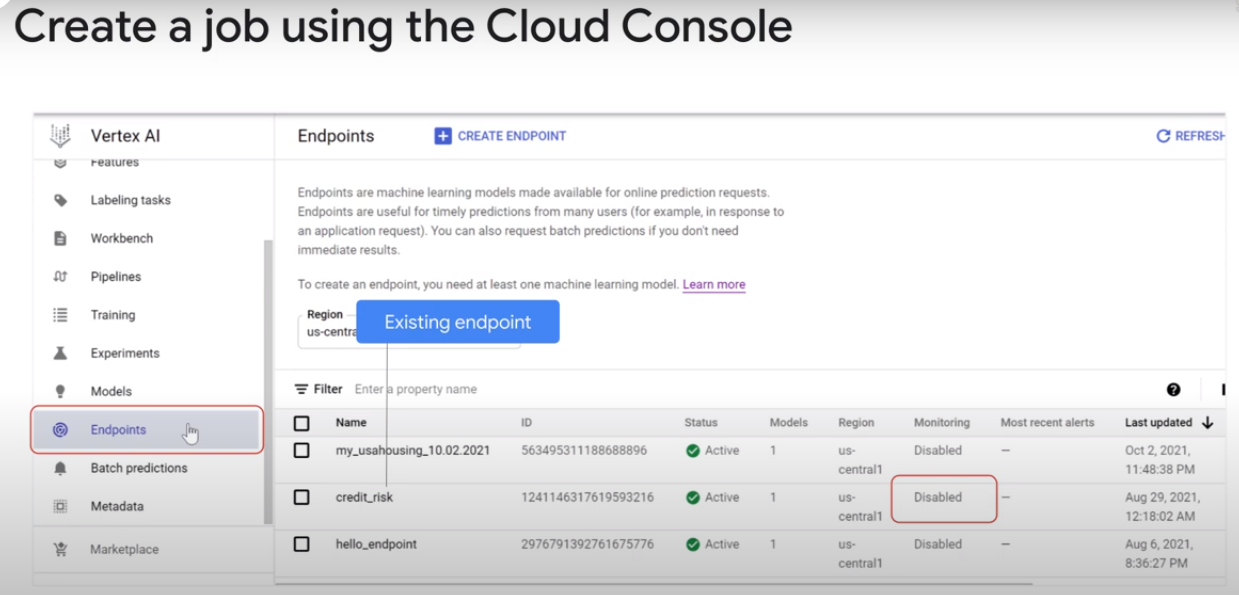 Create a job using the Cloud Console
Vertex AI
Features
Labeling tasks
Workbench
Pipelines
Training
Experiments
Models
Endpoints
Batch predictions
Metadata
Marketplace
Endpoints
CREATE ENDPOINT
REFRESH
Endpoints are machine learning models made available for online prediction requests.
Endpoints are useful for timely predictions from many users (for example, in response to
an application request). You can also request batch predictions if you don't need
immediate results.
To create an endpoint, you need at least one machine learning model. Learn more
Region
us-centra
Existing endpoint
Filter Enter a property name
Name ID Status Models Region Monitoring Most recent alerts Last updated
my_usahousing_10.02.2021 563495311188688896 Active 1 us- Disabled – Oct 2, 2021,
central1 11:48:38 PM
credit_risk 1241146317619593216 Active 1 us- Disabled – Aug 29, 2021,
central1 12:18:02 AM
hello_endpoint 2976791392761675776 Active 1 us- Disabled – Aug 6, 2021,
central1 8:36:27 PM